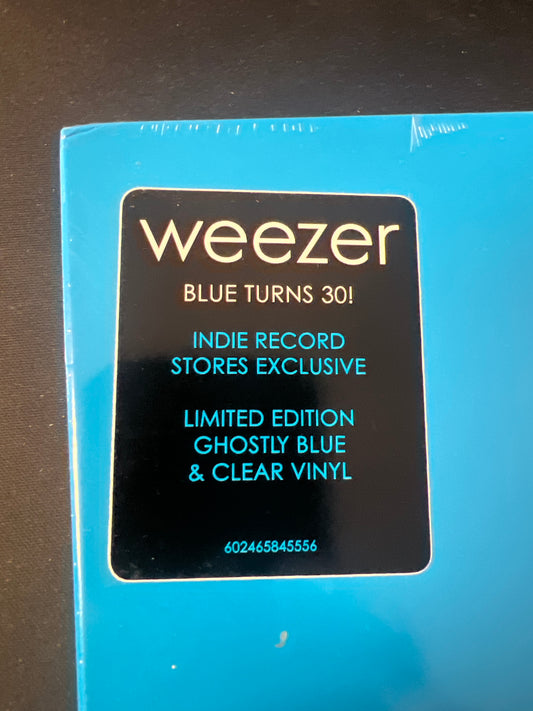 weezer
BLUE TURNS 30!
INDIE RECORD
STORES EXCLUSIVE
LIMITED EDITION
GHOSTLY BLUE
& CLEAR VINYL
602465845556